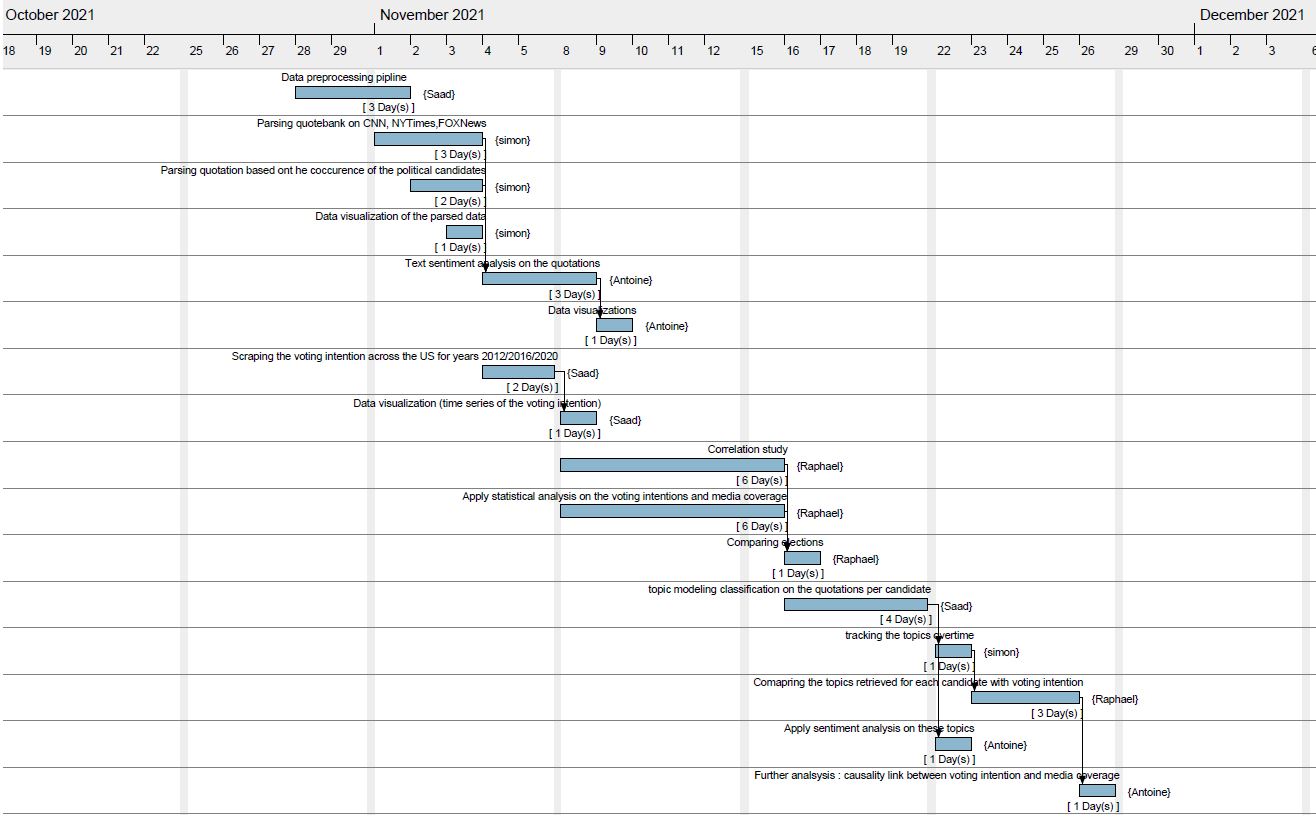 October 2021 November 2021 December 2021
18 19 20 21 22 25 26 27 28 29 1 2 3 4 5 8 9 10 11 12 15 16 17 18 19 22 23 24 25 26 29 30 1 2 3 6
Data preprocessing pipline
{Saad}
[ 3 Day(s) ]
Parsing quotebank on CNN, NYTimes,FOXNews
{simon}
[ 3 Day(s) ]
Parsing quotation based ont he coccurence of the political candidates
{simon}
[ 2 Day(s) ]
Data visualization of the parsed data
{simon}
[ 1 Day(s) ]
Text sentiment analysis on the quotations
{Antoine}
[ 3 Day(s) ]
Data visualizations
{Antoine}
[ 1 Day(s) ]
Scraping the voting intention across the US for years 2012/2016/2020
{Saad}
[ 2 Day(s) ]
Data visualization (time series of the voting intention)
{Saad}
[ 1 Day(s) ]
Correlation study
{Raphael}
[ 6 Day(s) ]
Apply statistical analysis on the voting intentions and media coverage
{Raphael}
[ 6 Day(s) ]
Comparing elections
{Raphael}
[ 1 Day(s) ]
topic modeling classification on the quotations per candidate
{Saad}
[ 4 Day(s) ]
tracking the topics overtime
{simon}
[ 1 Day(s) ]
Comapring the topics retrieved for each candidate with voting intention
{Raphael}
[ 3 Day(s) ]
Apply sentiment analysis on these topics
{Antoine}
[ 1 Day(s) ]
Further analsysis : causality link between voting intention and media coverage
{Antoine}
[ 1 Day(s) ]